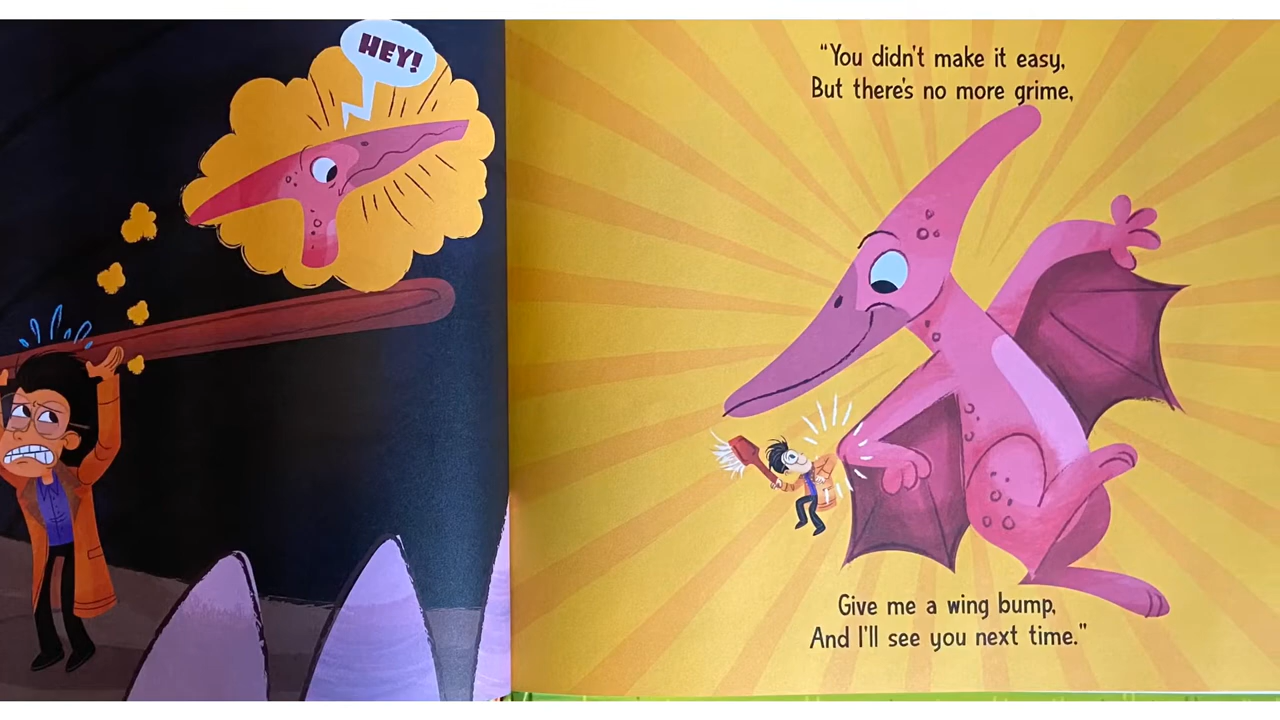 HEY!
“You didn't make it easy,
But there's no more grime,
Give me a wing bump,
And I'll see you next time.”